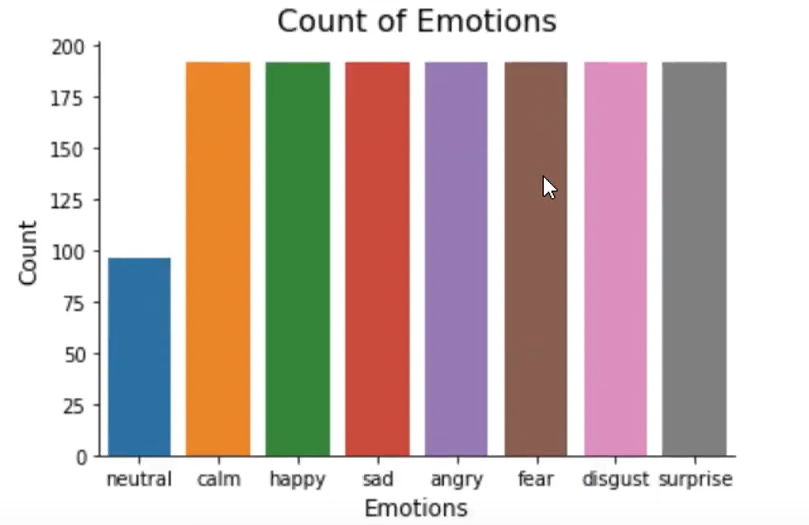 Count of Emotions
200
175
150
125
100
75
50
25
0
Count
neutral calm happy sad angry fear disgust surprise
Emotions